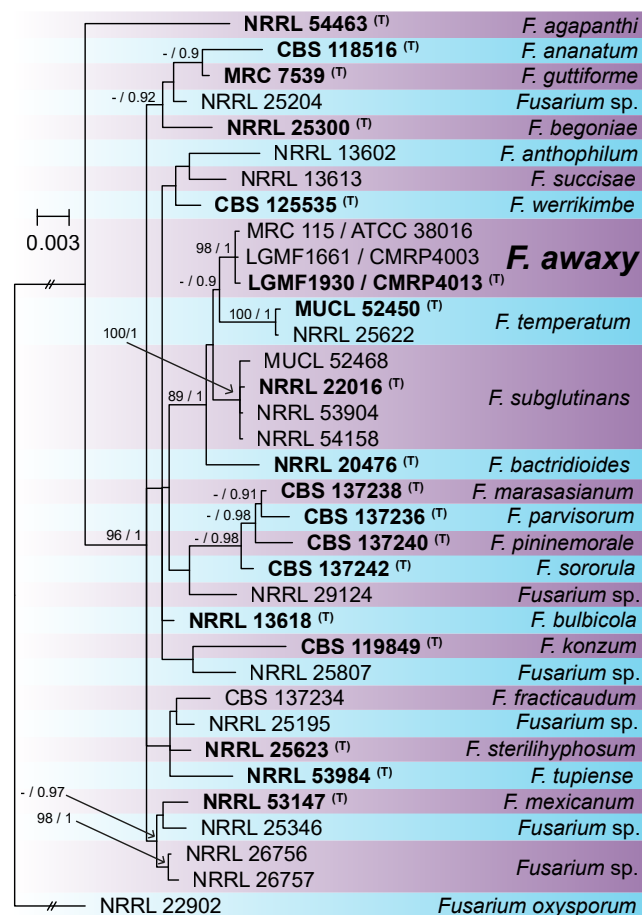 NRRL 54463 (T) F. agapanthi
- / 0.9 CBS 118516 (T) F. ananatum
MRC 7539 (T) F. guttiforme
- / 0.92 NRRL 25204 Fusarium sp.
NRRL 25300 (T) F. begoniae
NRRL 13602 F. anthophilum
NRRL 13613 F. succisae
CBS 125535 (T) F. werrikimbe
0.003
MRC 115 / ATCC 38016
98 / 1 LGMF1661 / CMRP4003 F. awaxy
- / 0.9 LGMF1930 / CMRP4013 (T)
100 / 1 MUCL 52450 (T) F. temperatum
NRRL 25622
100/1 MUCL 52468
NRRL 22016 (T) F. subglutinans
89 / 1 NRRL 53904
NRRL 54158
NRRL 20476 (T) F. bactridioides
- / 0.91 CBS 137238 (T) F. marasasianum
- / 0.98 CBS 137236 (T) F. parvisorum
- / 0.98 CBS 137240 (T) F. pininemorale
96 / 1 CBS 137242 (T) F. sororula
NRRL 29124 Fusarium sp.
NRRL 13618 (T) F. bulbicola
CBS 119849 (T) F. konzum
NRRL 25807 Fusarium sp.
CBS 137234 F. fracticaudum
NRRL 25195 Fusarium sp.
NRRL 25623 (T) F. sterilihyphosum
NRRL 53984 (T) F. tupiense
- / 0.97 NRRL 53147 (T) F. mexicanum
98 / 1 NRRL 25346 Fusarium sp.
NRRL 26756
NRRL 26757 Fusarium sp.
NRRL 22902 Fusarium oxysporum